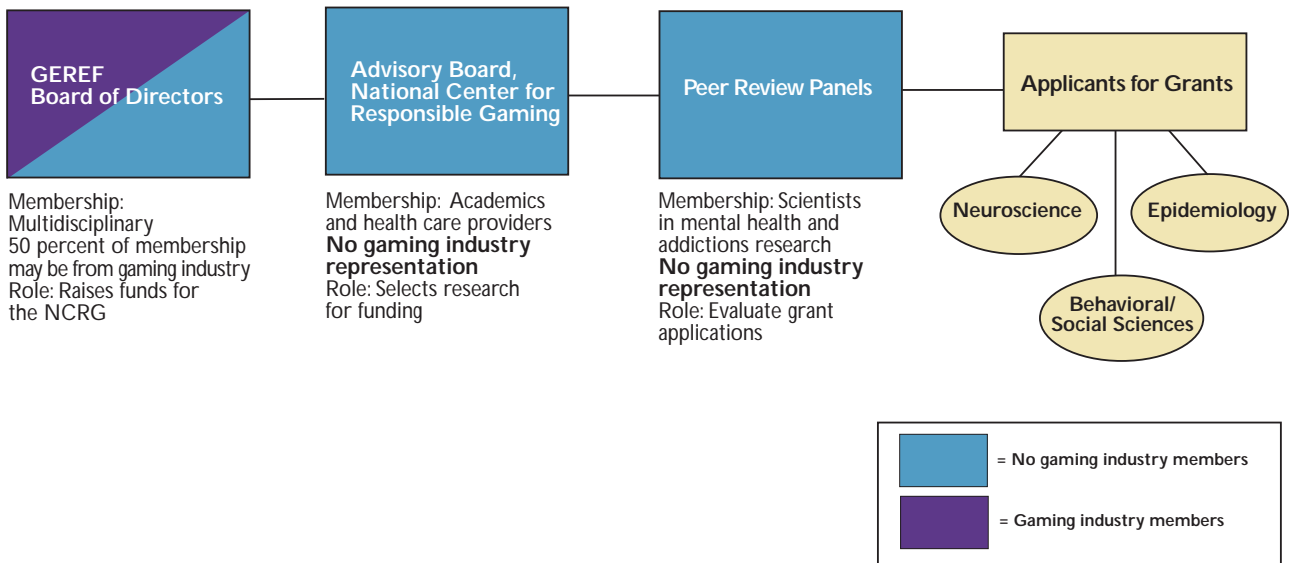 GEREF
Board of Directors
Advisory Board,
National Center for
Responsible Gaming
Peer Review Panels
Applicants for Grants
Membership:
Multidisciplinary
50 percent of membership
may be from gaming industry
Role: Raises funds for
the NCRG
Membership: Academics
and health care providers
No gaming industry
representation
Role: Selects research
for funding
Membership: Scientists
in mental health and
addictions research
No gaming industry
representation
Role: Evaluate grant
applications
Neuroscience
Epidemiology
Behavioral/
Social Sciences
= No gaming industry members
= Gaming industry members